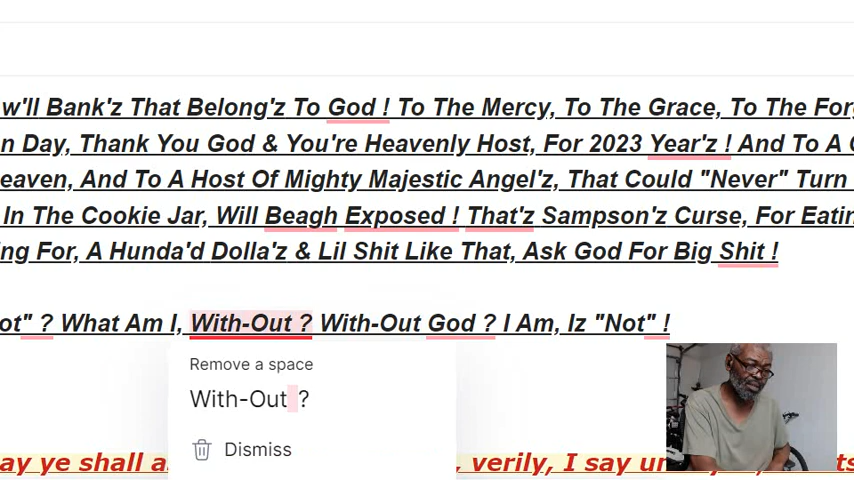 w'll Bank'z That Belong'z To God ! To The Mercy, To The Grace, To The
n Day, Thank You God & You're Heavenly Host, For 2023 Year'z ! And To A
eaven, And To A Host Of Mighty Majestic Angel'z, That Could "Never" Turn
In The Cookie Jar, Will Beagh Exposed ! That'z Sampson'z Curse, For
ng For, A Hunda'd Dolla'z & Lil Shit Like That, Ask God For Big Shit !
ot" ? What Am I, With-Out ? With-Out God ? I Am, Iz "Not" !
Remove a space
With-Out ?
Dismiss
ay ye shall a , verily, I say